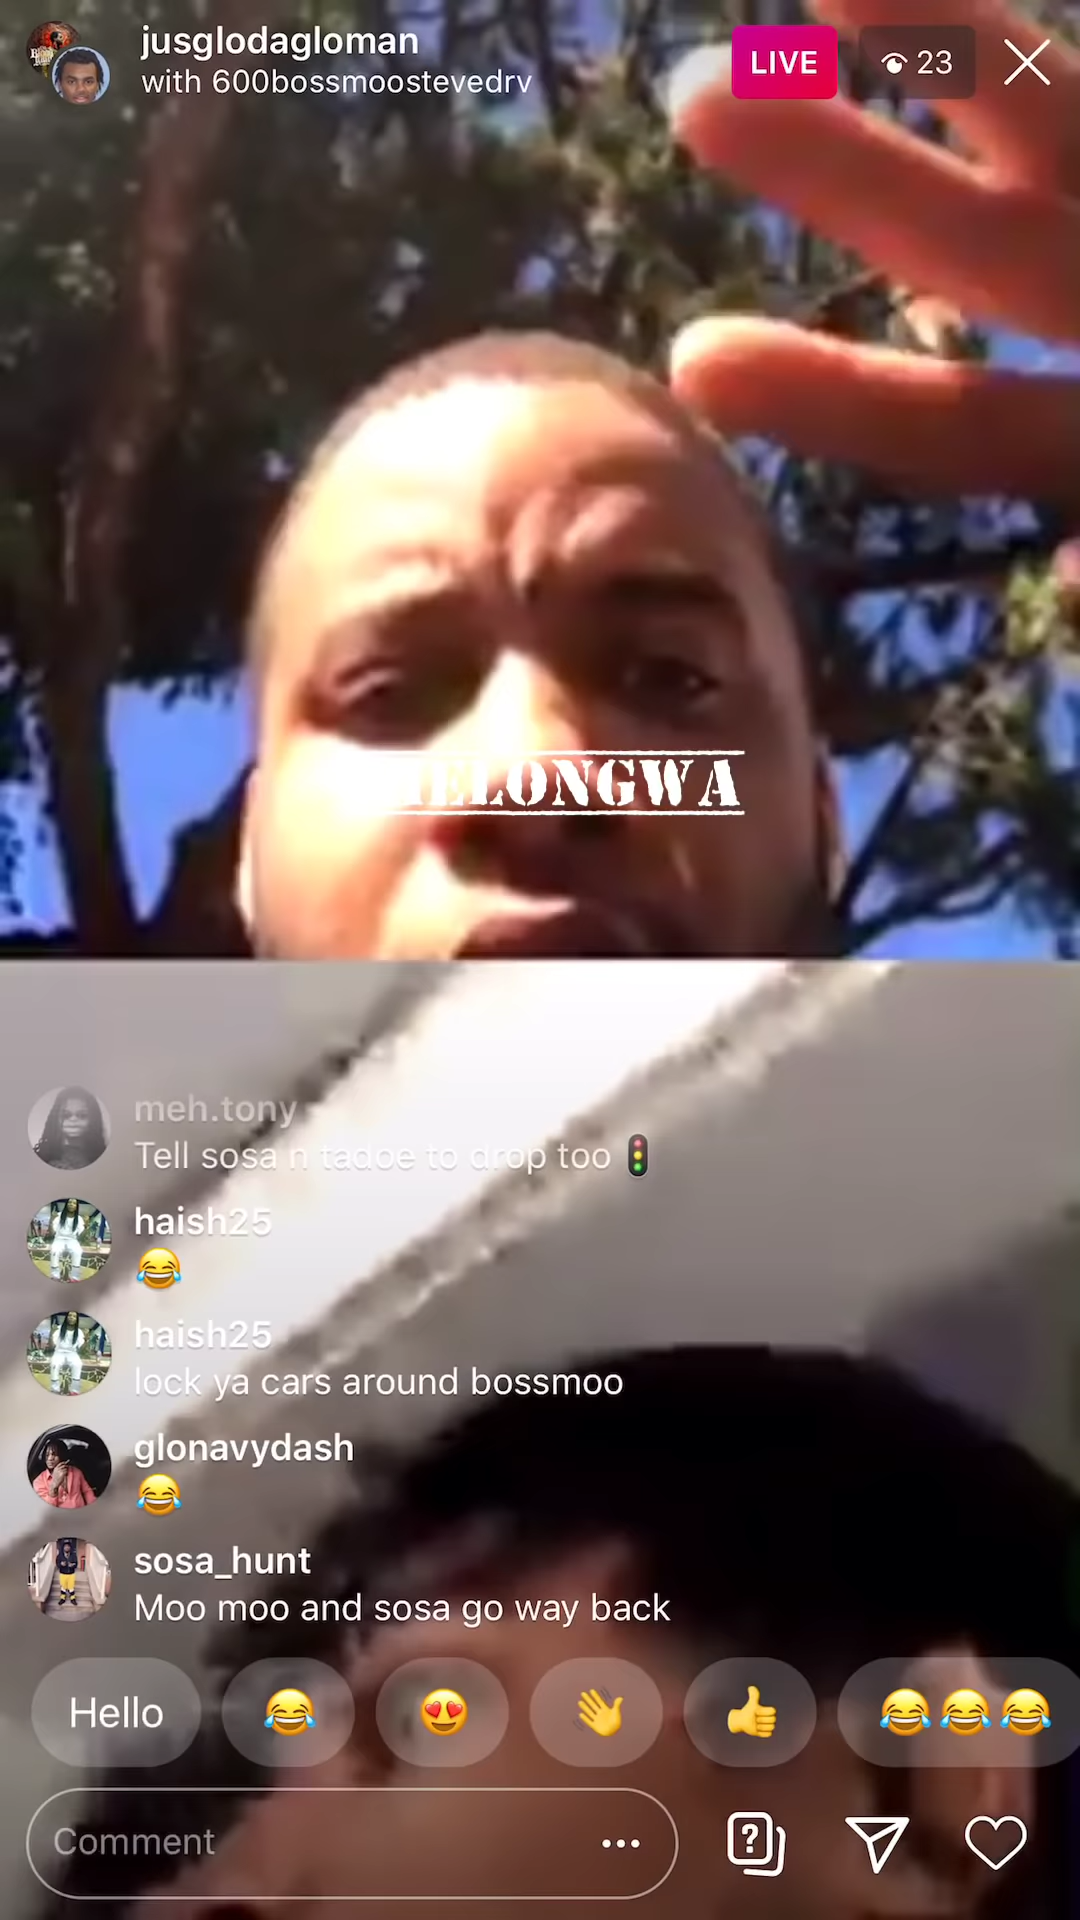 jusglodagloman
with 600bossmoostevedrv
LIVE
23
meh.tony
Tell sosa n tadoe to drop too 🚦
haish25
😂
haish25
lock ya cars around bossmoo
glonavydash
😂
sosa_hunt
Moo moo and sosa go way back
Hello 😂 😍 👋 👍 😂😂😂
Comment